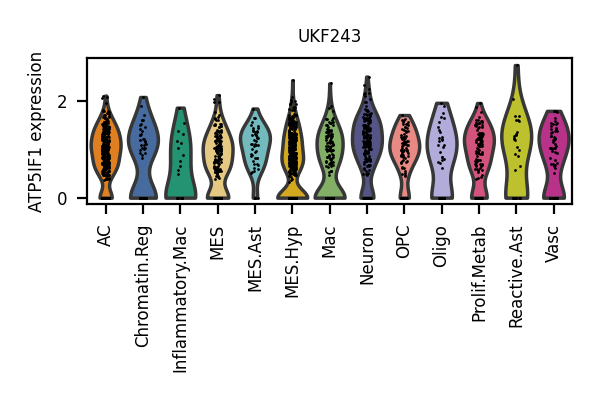 UKF243
ATP5IF1 expression
2
0
AC
Chromatin.Reg
Inflammatory.Mac
MES
MES.Ast
MES.Hyp
Mac
Neuron
OPC
Oligo
Prolif.Metab
Reactive.Ast
Vasc